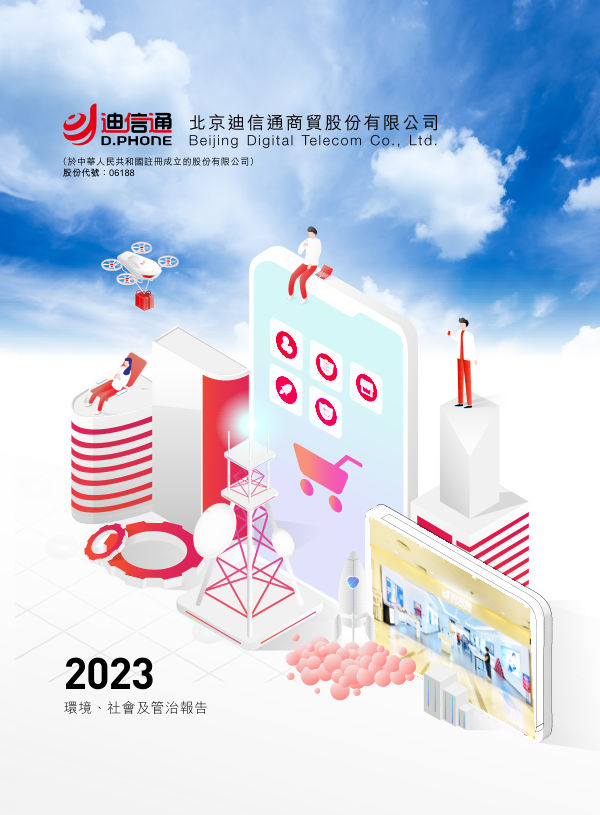 迪信通
D.PHONE
北京迪信通商貿股份有限公司
Beijing Digital Telecom Co., Ltd.
（於中華人民共和國註冊成立的股份有限公司）
股份代號：06188
2023
環境、社會及管治報告